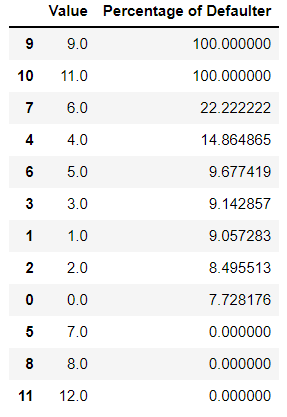 Value Percentage of Defaulter
9 9.0 100.000000
10 11.0 100.000000
7 6.0 22.222222
4 4.0 14.864865
6 5.0 9.677419
3 3.0 9.142857
1 1.0 9.057283
2 2.0 8.495513
0 0.0 7.728176
5 7.0 0.000000
8 8.0 0.000000
11 12.0 0.000000